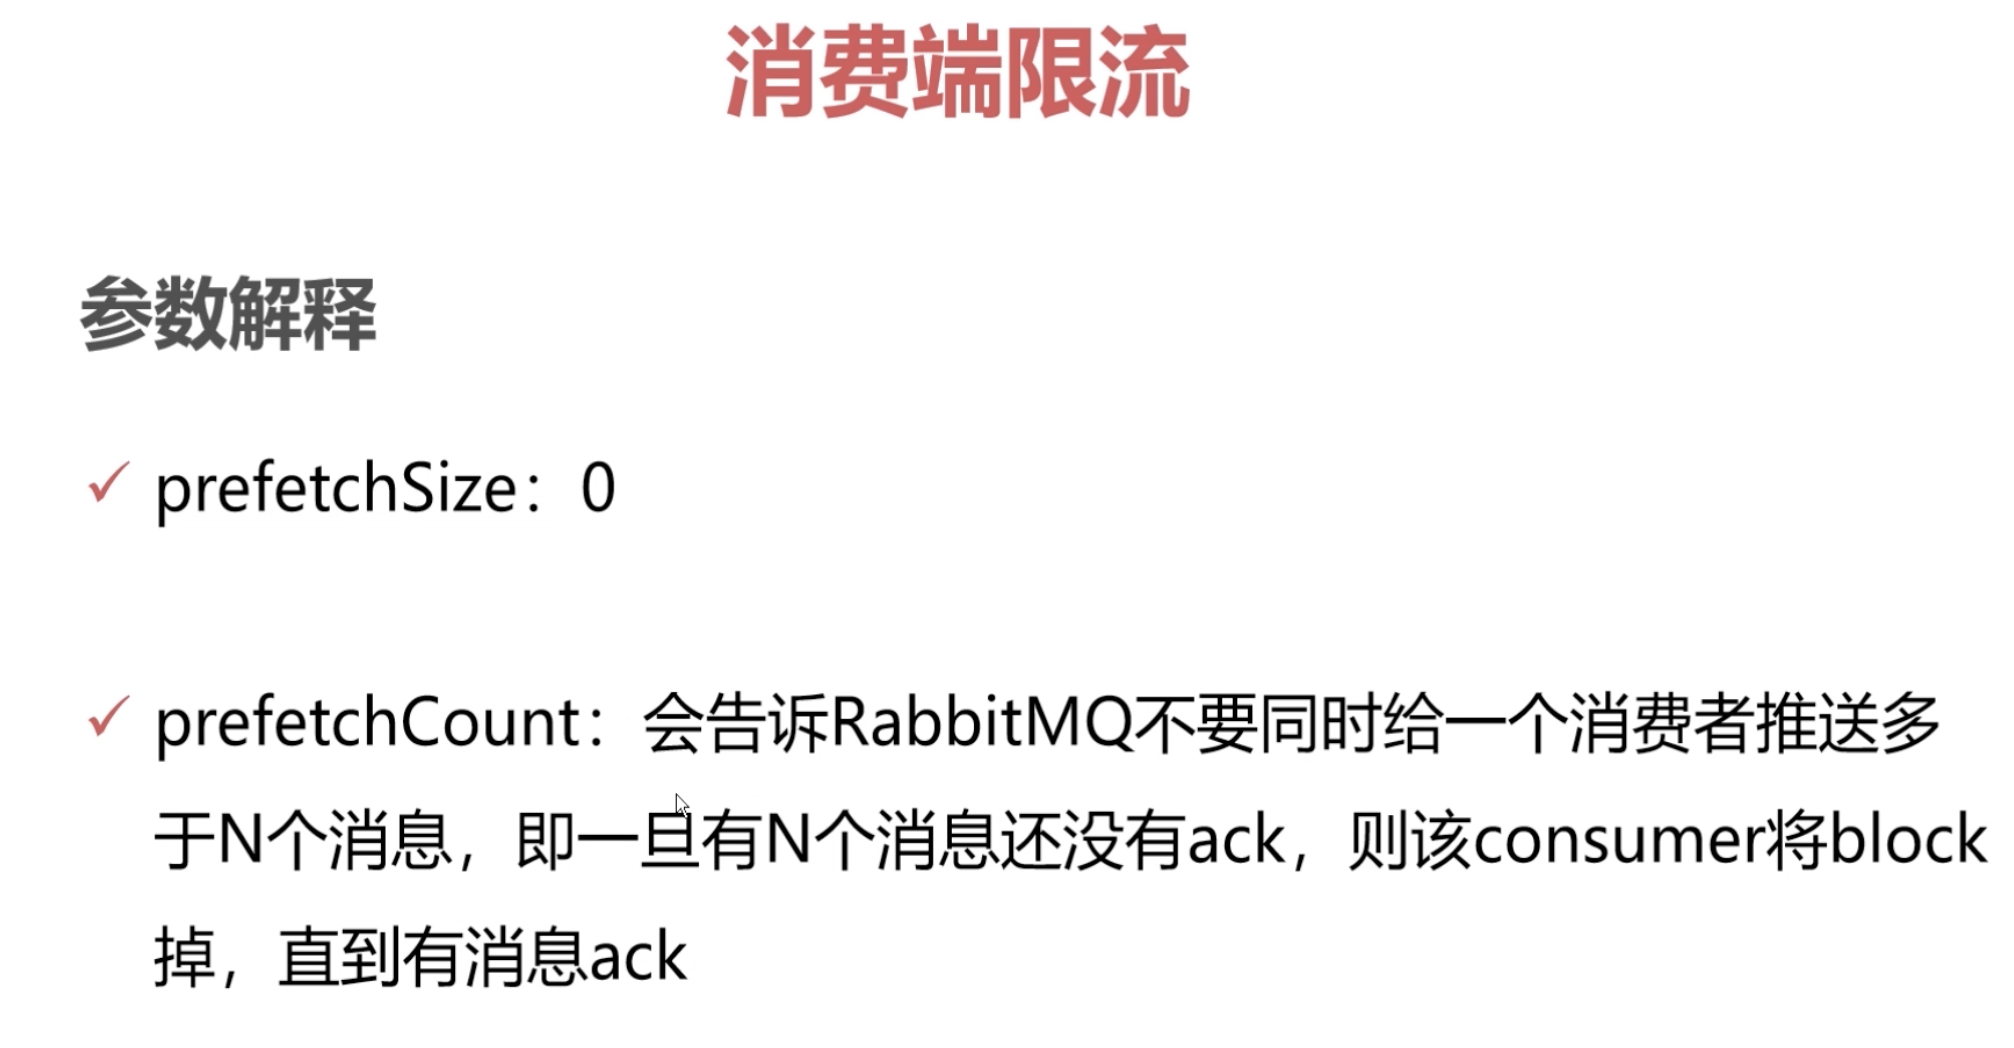 消费端限流
参数解释
prefetchSize：0
prefetchCount：会告诉RabbitMQ不要同时给一个消费者推送多
于N个消息，即一旦有N个消息还没有ack，则该consumer将block
掉，直到有消息ack